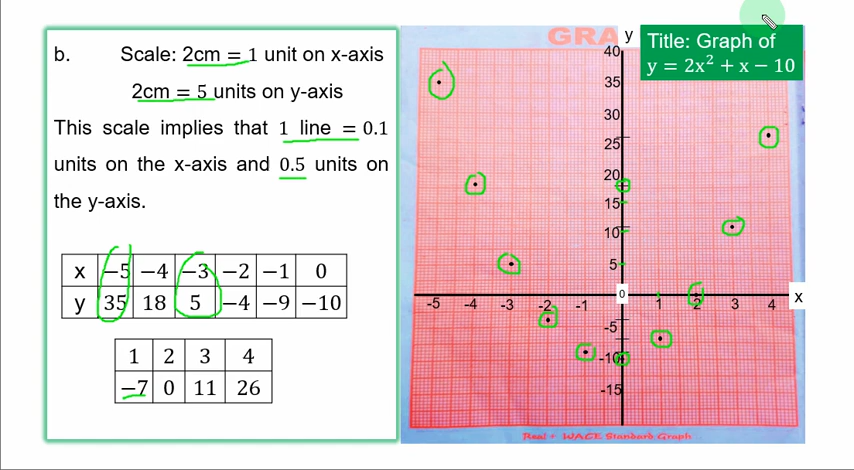 b. Scale: 2cm = 1 unit on x-axis
2cm = 5 units on y-axis
This scale implies that 1 line = 0.1
units on the x-axis and 0.5 units on
the y-axis.
x −5 −4 −3 −2 −1 0
y 35 18 5 −4 −9 −10
1 2 3 4
−7 0 11 26
GRA
y
Title: Graph of
y = 2x² + x − 10
40
35
30
25
20
15
10
5
0
-5 -4 -3 -2 -1 1 2 3 4 x
-5
-10
-15
Real + WACE Standard Graph